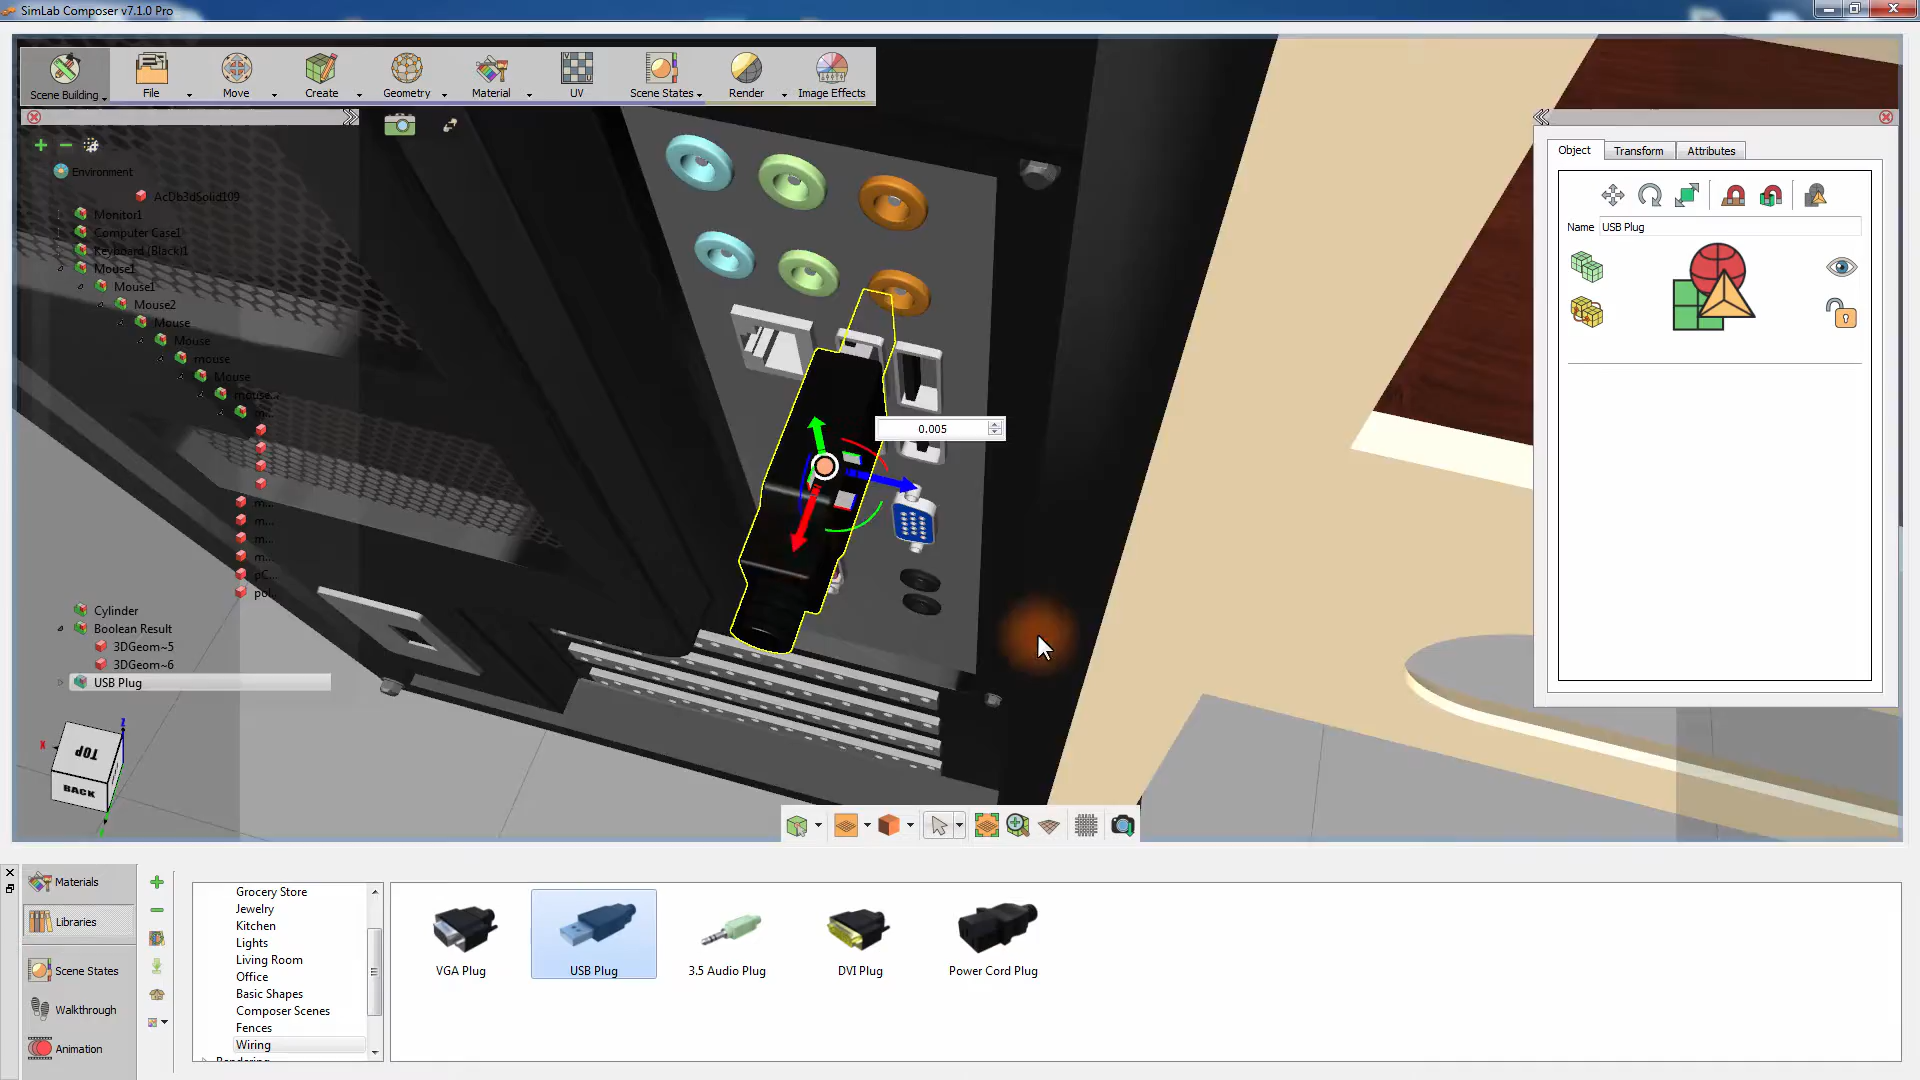 SimLab Composer v7.1.0 Pro
Scene Building
File
Move
Create
Geometry
Material
UV
Scene States
Render
Image Effects
Environment
AcDb3dSolid109
Monitor1
Computer Case1
Keyboard (Black)1
Mouse1
Mouse1
Mouse2
Mouse
Mouse
mouse
Mouse
mouse...
m...
m...
m...
m...
m...
pC...
pol...
Cylinder
Boolean Result
3DGeom~5
3DGeom~6
USB Plug
0.005
Object
Transform
Attributes
Name
USB Plug
TOP
BACK
X
Z
Materials
Libraries
Scene States
Walkthrough
Animation
Grocery Store
Jewelry
Kitchen
Lights
Living Room
Office
Basic Shapes
Composer Scenes
Fences
Wiring
Rendering
VGA Plug
USB Plug
3.5 Audio Plug
DVI Plug
Power Cord Plug